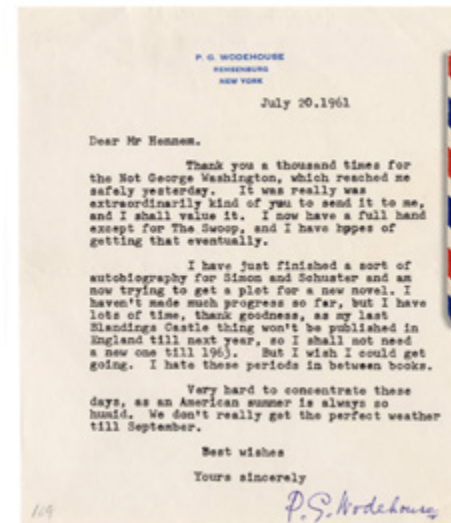 P. G. WODEHOUSE
REMSENBURG
NEW YORK
July 20.1961
Dear Mr Hennem.
Thank you a thousand times for
the Not George Washington, which reached me
safely yesterday. It was really was
extraordinarily kind of you to send it to me,
and I shall value it. I now have a full hand
except for The Swoop, and I have hopes of
getting that eventually.
I have just finished a sort of
autobiography for Simon and Schuster and am
now trying to get a plot for a new novel. I
haven't made much progress so far, but I have
lots of time, thank goodness, as my last
Blandings Castle thing won't be published in
England till next year, so I shall not need
a new one till 1963. But I wish I could get
going. I hate these periods in between books.
Very hard to concentrate these
days, as an American summer is always so
humid. We don't really get the perfect weather
till September.
Best wishes
Yours sincerely
P.G. Wodehouse